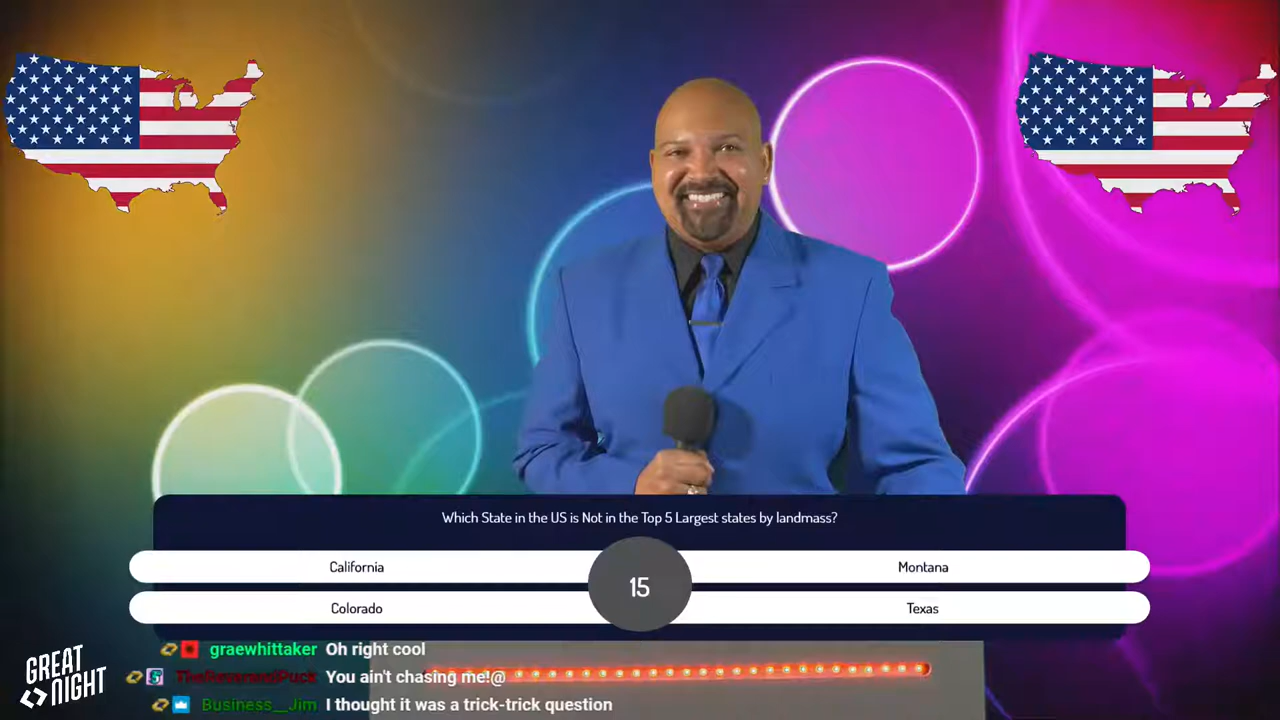 Which State in the US is Not in the Top 5 Largest states by landmass?
California
Montana
15
Colorado
Texas
graewhittaker Oh right cool
You ain't chasing me!@
Business__Jim I thought it was a trick-trick question
GREAT
NIGHT